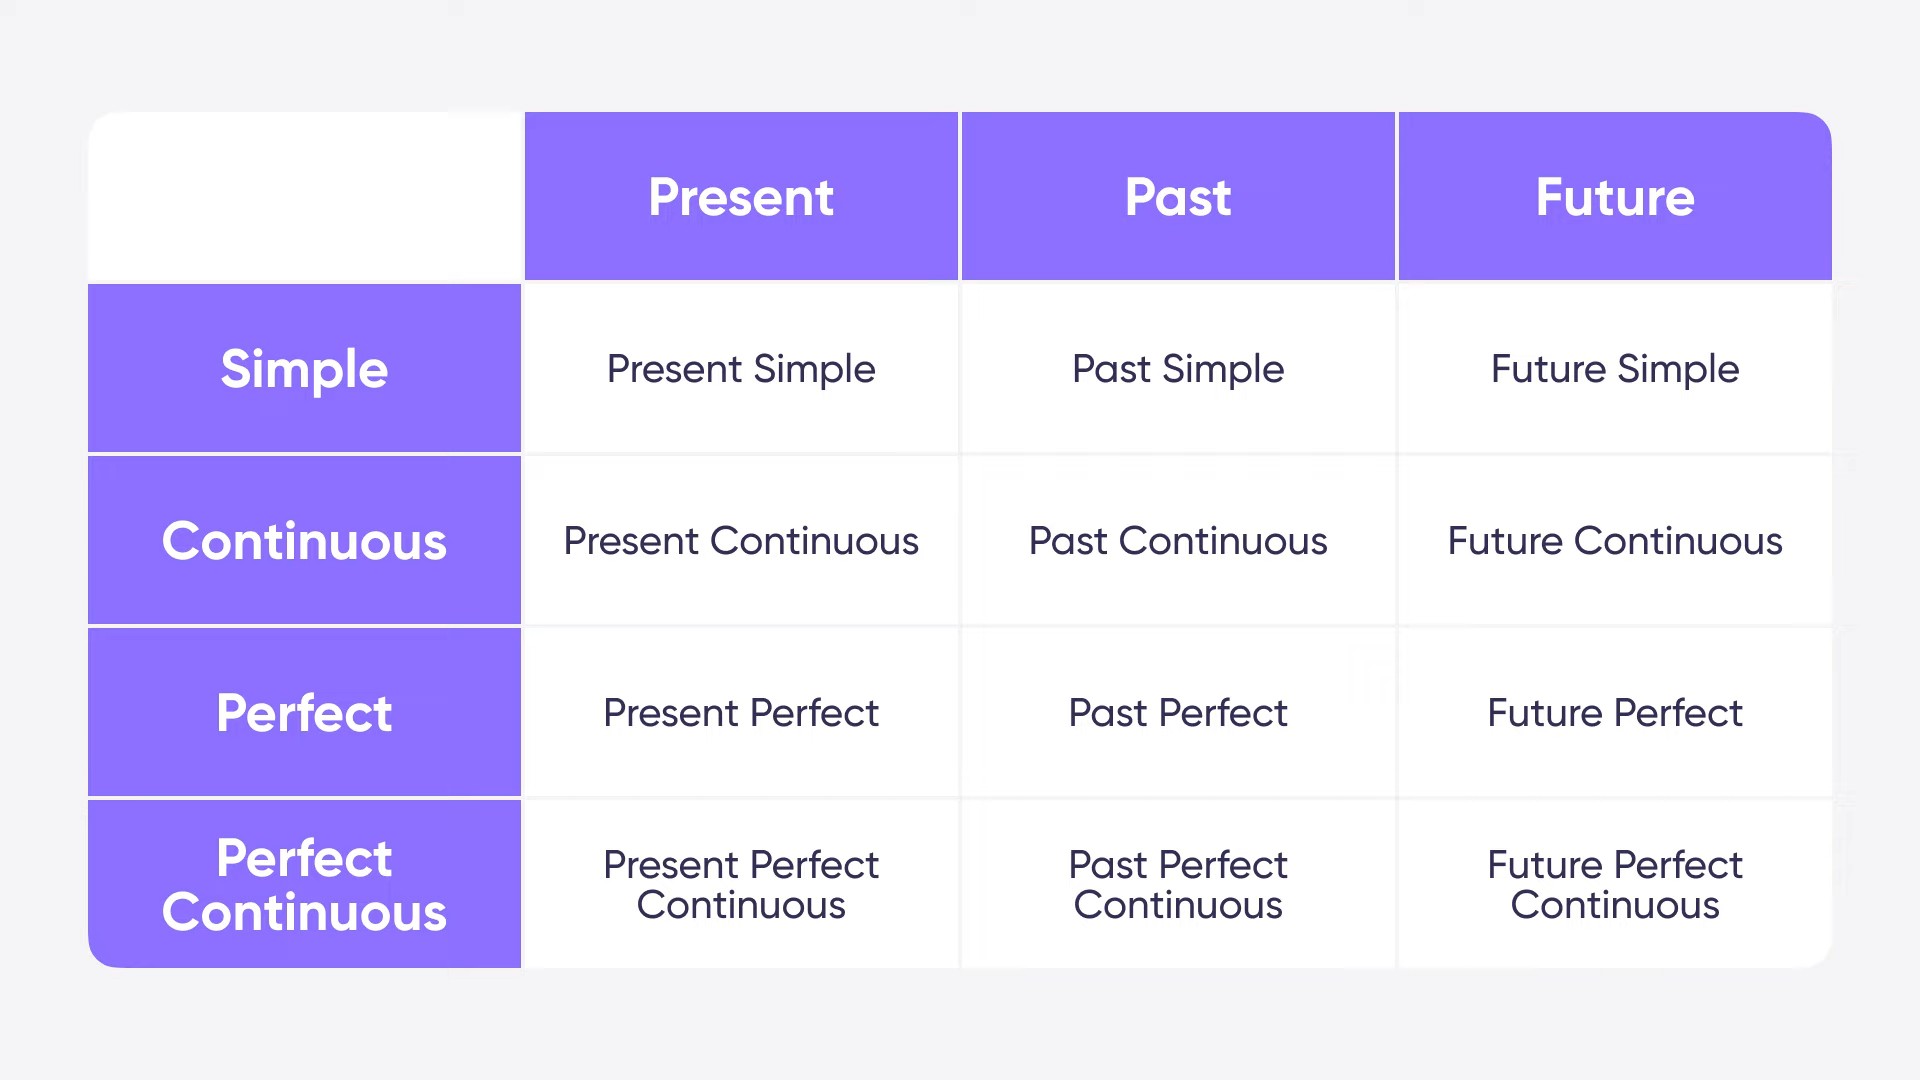 Present Past Future
Simple Present Simple Past Simple Future Simple
Continuous Present Continuous Past Continuous Future Continuous
Perfect Present Perfect Past Perfect Future Perfect
Perfect Continuous Present Perfect Continuous Past Perfect Continuous Future Perfect Continuous